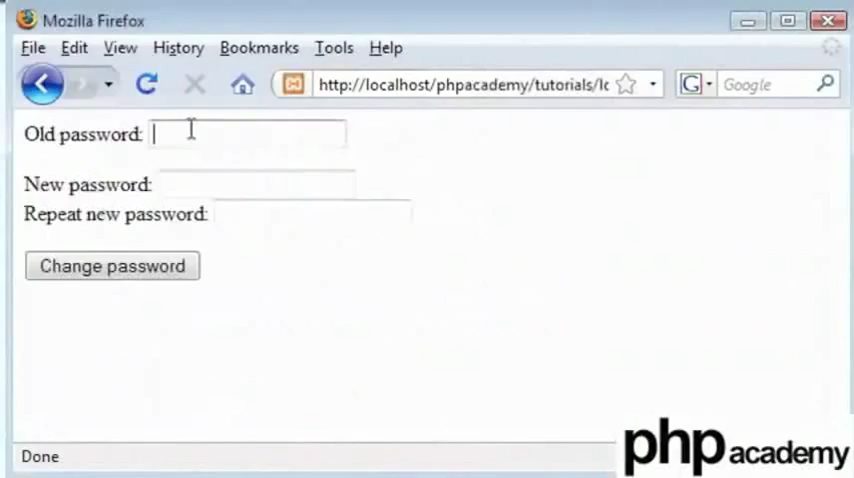 Mozilla Firefox
File Edit View History Bookmarks Tools Help
http://localhost/phpacademy/tutorials/lc G Google
Old password:
New password:
Repeat new password:
Change password
Done
php academy